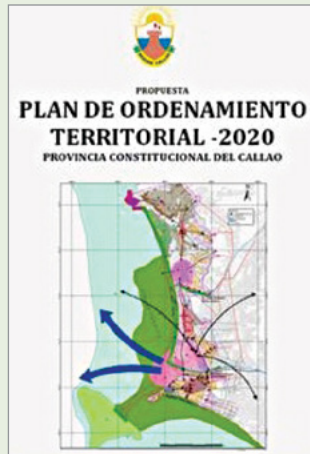 PROPUESTA
PLAN DE ORDENAMIENTO
TERRITORIAL -2020
PROVINCIA CONSTITUCIONAL DEL CALLAO